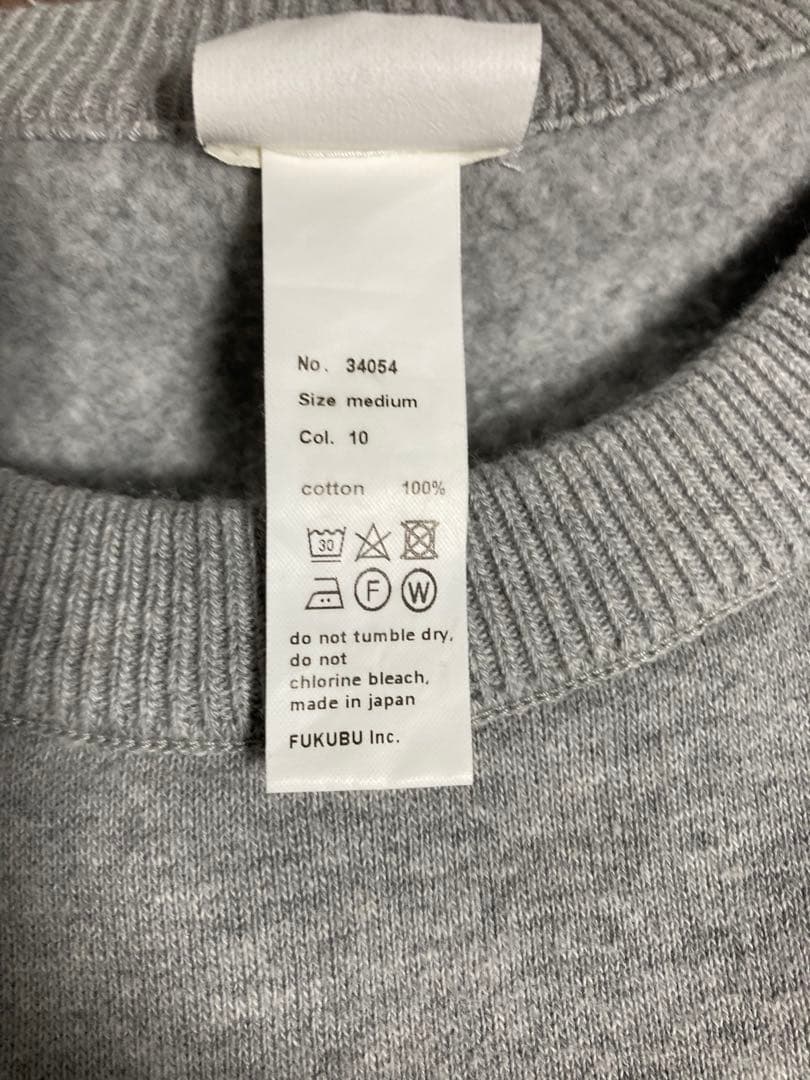 No. 34054
Size medium
Col. 10
cotton 100%
30
F W
do not tumble dry,
do not
chlorine bleach,
made in japan
FUKUBU Inc.